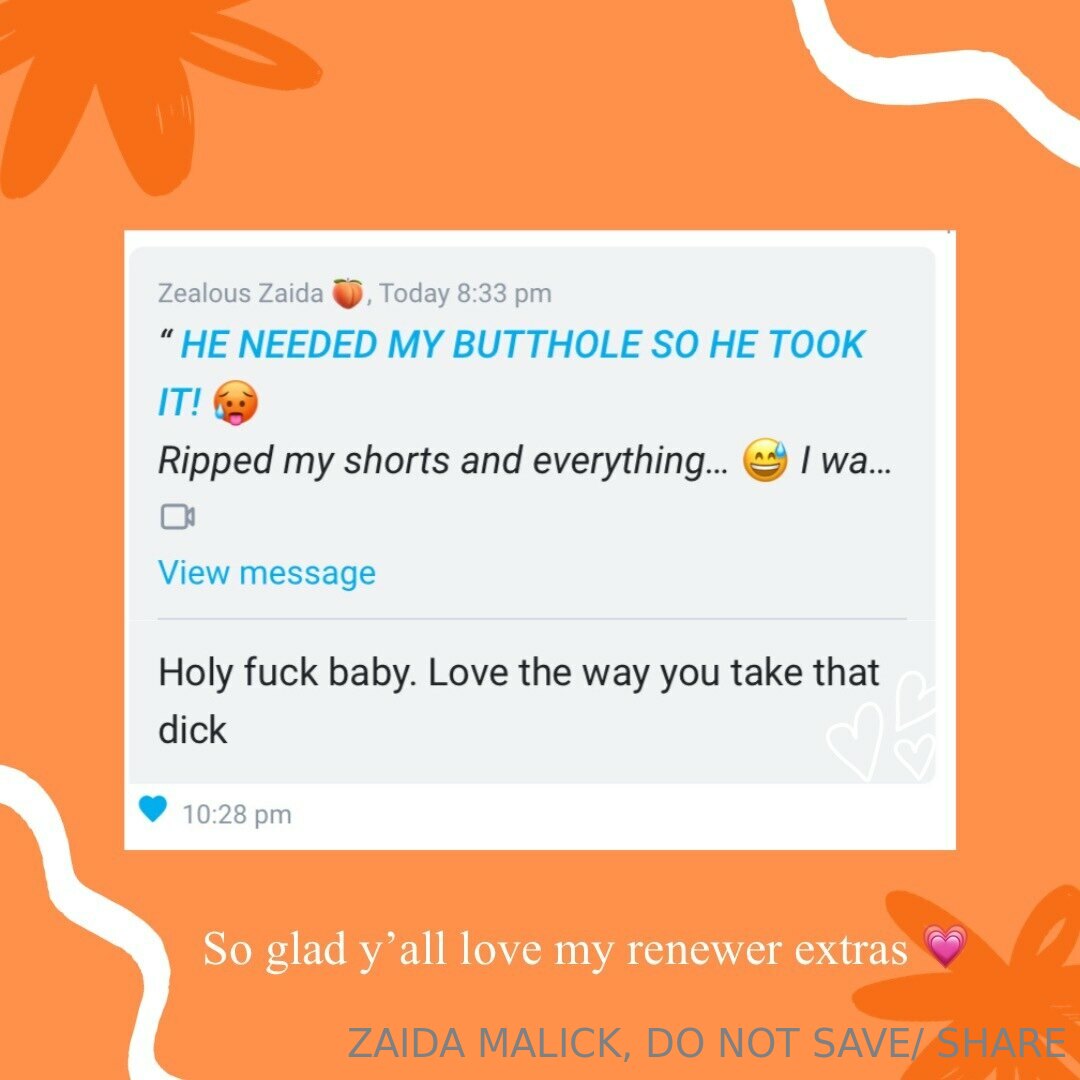 Zealous Zaida 🍑, Today 8:33 pm
“ HE NEEDED MY BUTTHOLE SO HE TOOK
IT! 🥵
Ripped my shorts and everything... 😅 I wa...
View message
Holy fuck baby. Love the way you take that
dick
10:28 pm
So glad y’all love my renewer extras 💗
ZAIDA MALICK, DO NOT SAVE/ SHARE